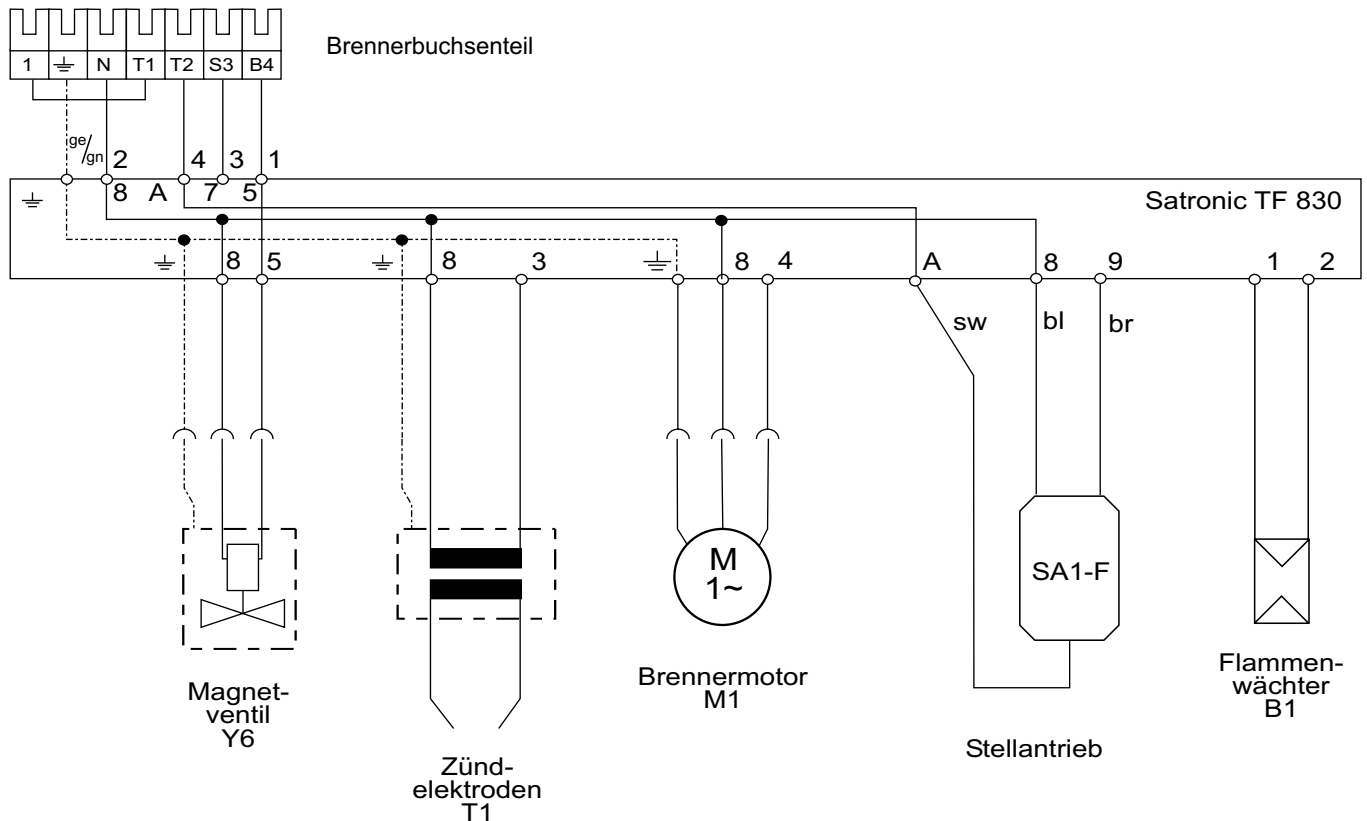 Brennerbuchsenteil
1 N T1 T2 S3 B4
ge/gn 2 4 3 1
8 A 7 5
Satronic TF 830
8 5 8 3 8 4 A 8 9 1 2
sw bl br
M
1~
SA1-F
Magnet-
ventil
Y6
Zünd-
elektroden
T1
Brennermotor
M1
Stellantrieb
Flammen-
wächter
B1